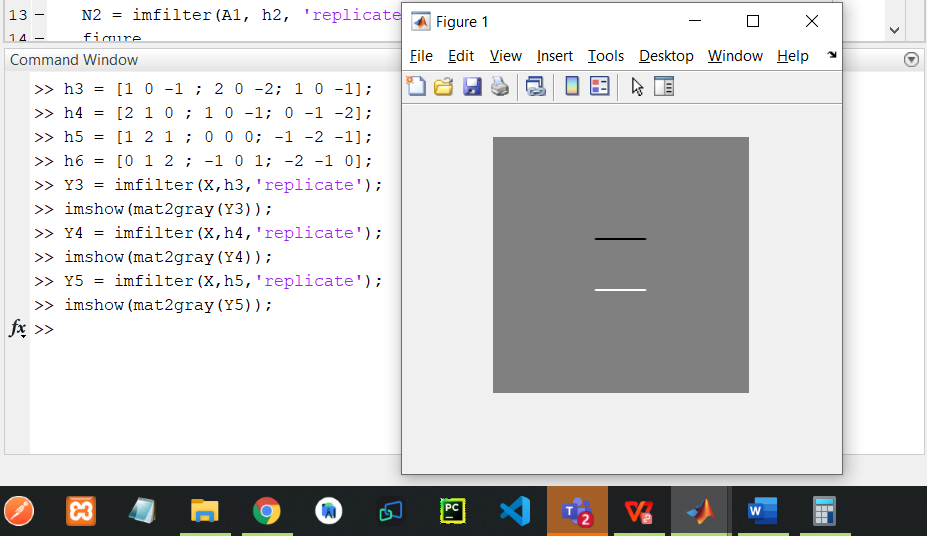 13 — N2 = imfilter(A1, h2, 'replicate
14 — figure
Command Window
>> h3 = [1 0 -1 ; 2 0 -2; 1 0 -1];
>> h4 = [2 1 0 ; 1 0 -1; 0 -1 -2];
>> h5 = [1 2 1 ; 0 0 0; -1 -2 -1];
>> h6 = [0 1 2 ; -1 0 1; -2 -1 0];
>> Y3 = imfilter(X,h3,'replicate');
>> imshow(mat2gray(Y3));
>> Y4 = imfilter(X,h4,'replicate');
>> imshow(mat2gray(Y4));
>> Y5 = imfilter(X,h5,'replicate');
>> imshow(mat2gray(Y5));
fx >>
Figure 1
File Edit View Insert Tools Desktop Window Help
PC T 2 W P W